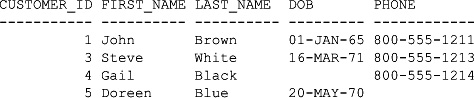 CUSTOMER_ID FIRST_NAME LAST_NAME  DOB       PHONE
----------- ---------- ---------- --------- ------------
          1 John       Brown      01-JAN-65 800-555-1211
          3 Steve      White      16-MAR-71 800-555-1213
          4 Gail       Black                800-555-1214
          5 Doreen     Blue       20-MAY-70